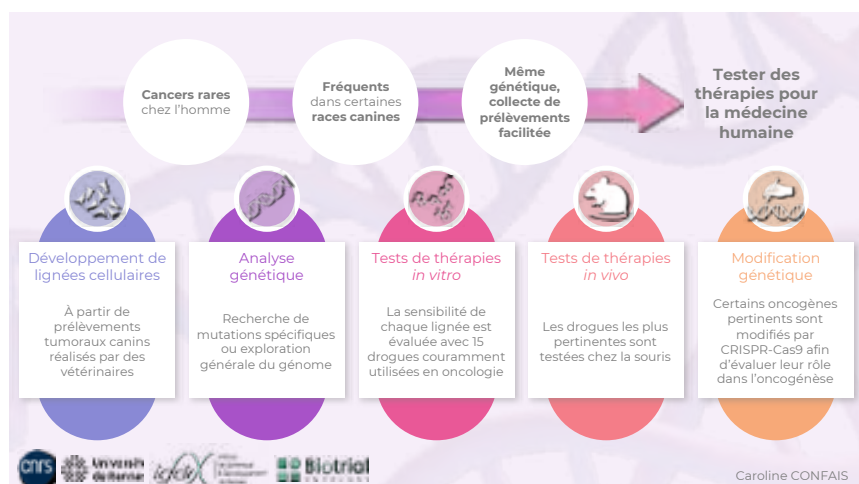 Cancers rares
chez l'homme
Fréquents
dans certaines
races canines
Même
génétique,
collecte de
prélèvements
facilitée
Tester des
thérapies pour
la médecine
humaine
Développement de
lignées cellulaires
À partir de
prélèvements
tumoraux canins
réalisés par des
vétérinaires
Analyse
génétique
Recherche de
mutations spécifiques
ou exploration
générale du génome
Tests de thérapies
in vitro
La sensibilité de
chaque lignée est
évaluée avec 15
drogues couramment
utilisées en oncologie
Tests de thérapies
in vivo
Les drogues les plus
pertinentes sont
testées chez la souris
Modification
génétique
Certains oncogènes
pertinents sont
modifiés par
CRISPR-Cas9 afin
d'évaluer leur rôle
dans l'oncogénèse
cnrs
Université
de Rennes
Biotrial
Caroline CONFAIS